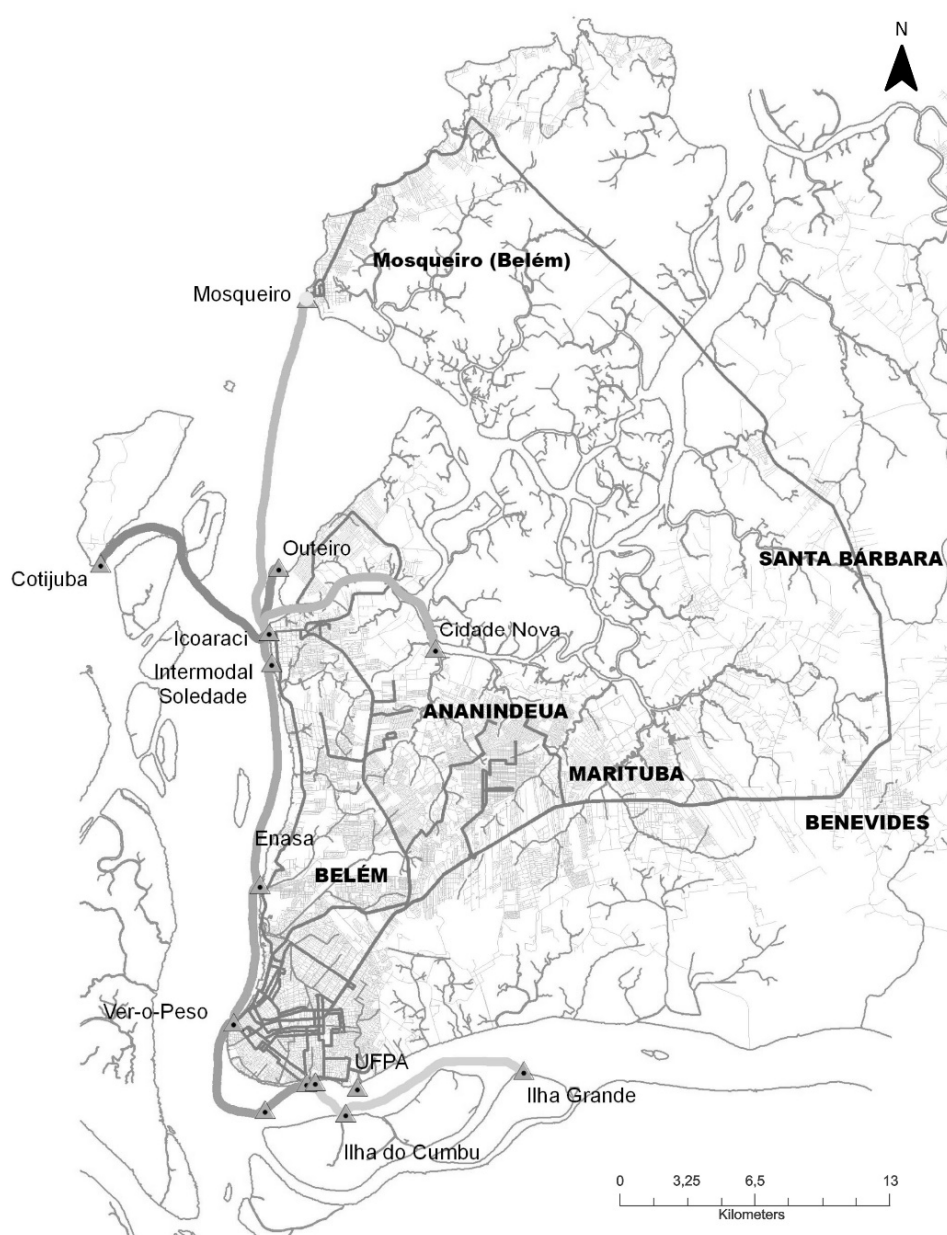 N
Mosqueiro (Belém)
Mosqueiro
Outeiro
SANTA BÁRBARA
Cotijuba
Icoaraci
Cidade Nova
Intermodal
Soledade
ANANINDEUA
MARITUBA
BENEVIDES
Enasa
BELÉM
Ver-o-Peso
UFPA
Ilha Grande
Ilha do Cumbu
0 3,25 6,5 13
Kilometers